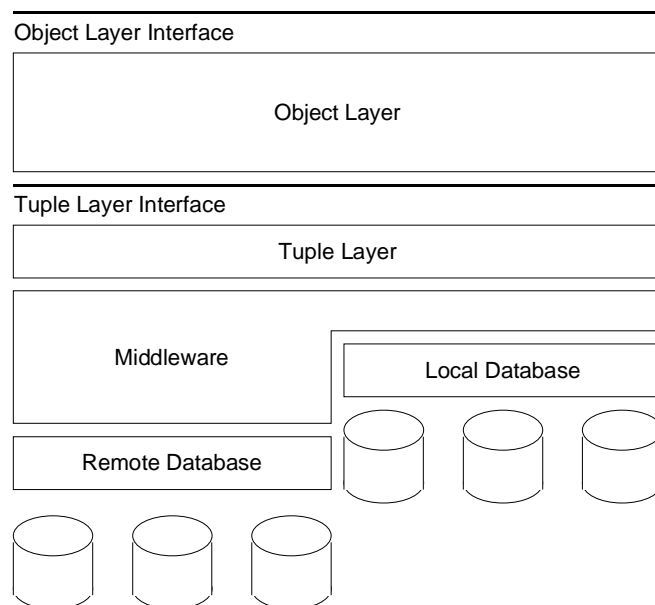 Object Layer Interface
Object Layer
Tuple Layer Interface
Tuple Layer
Middleware
Local Database
Remote Database